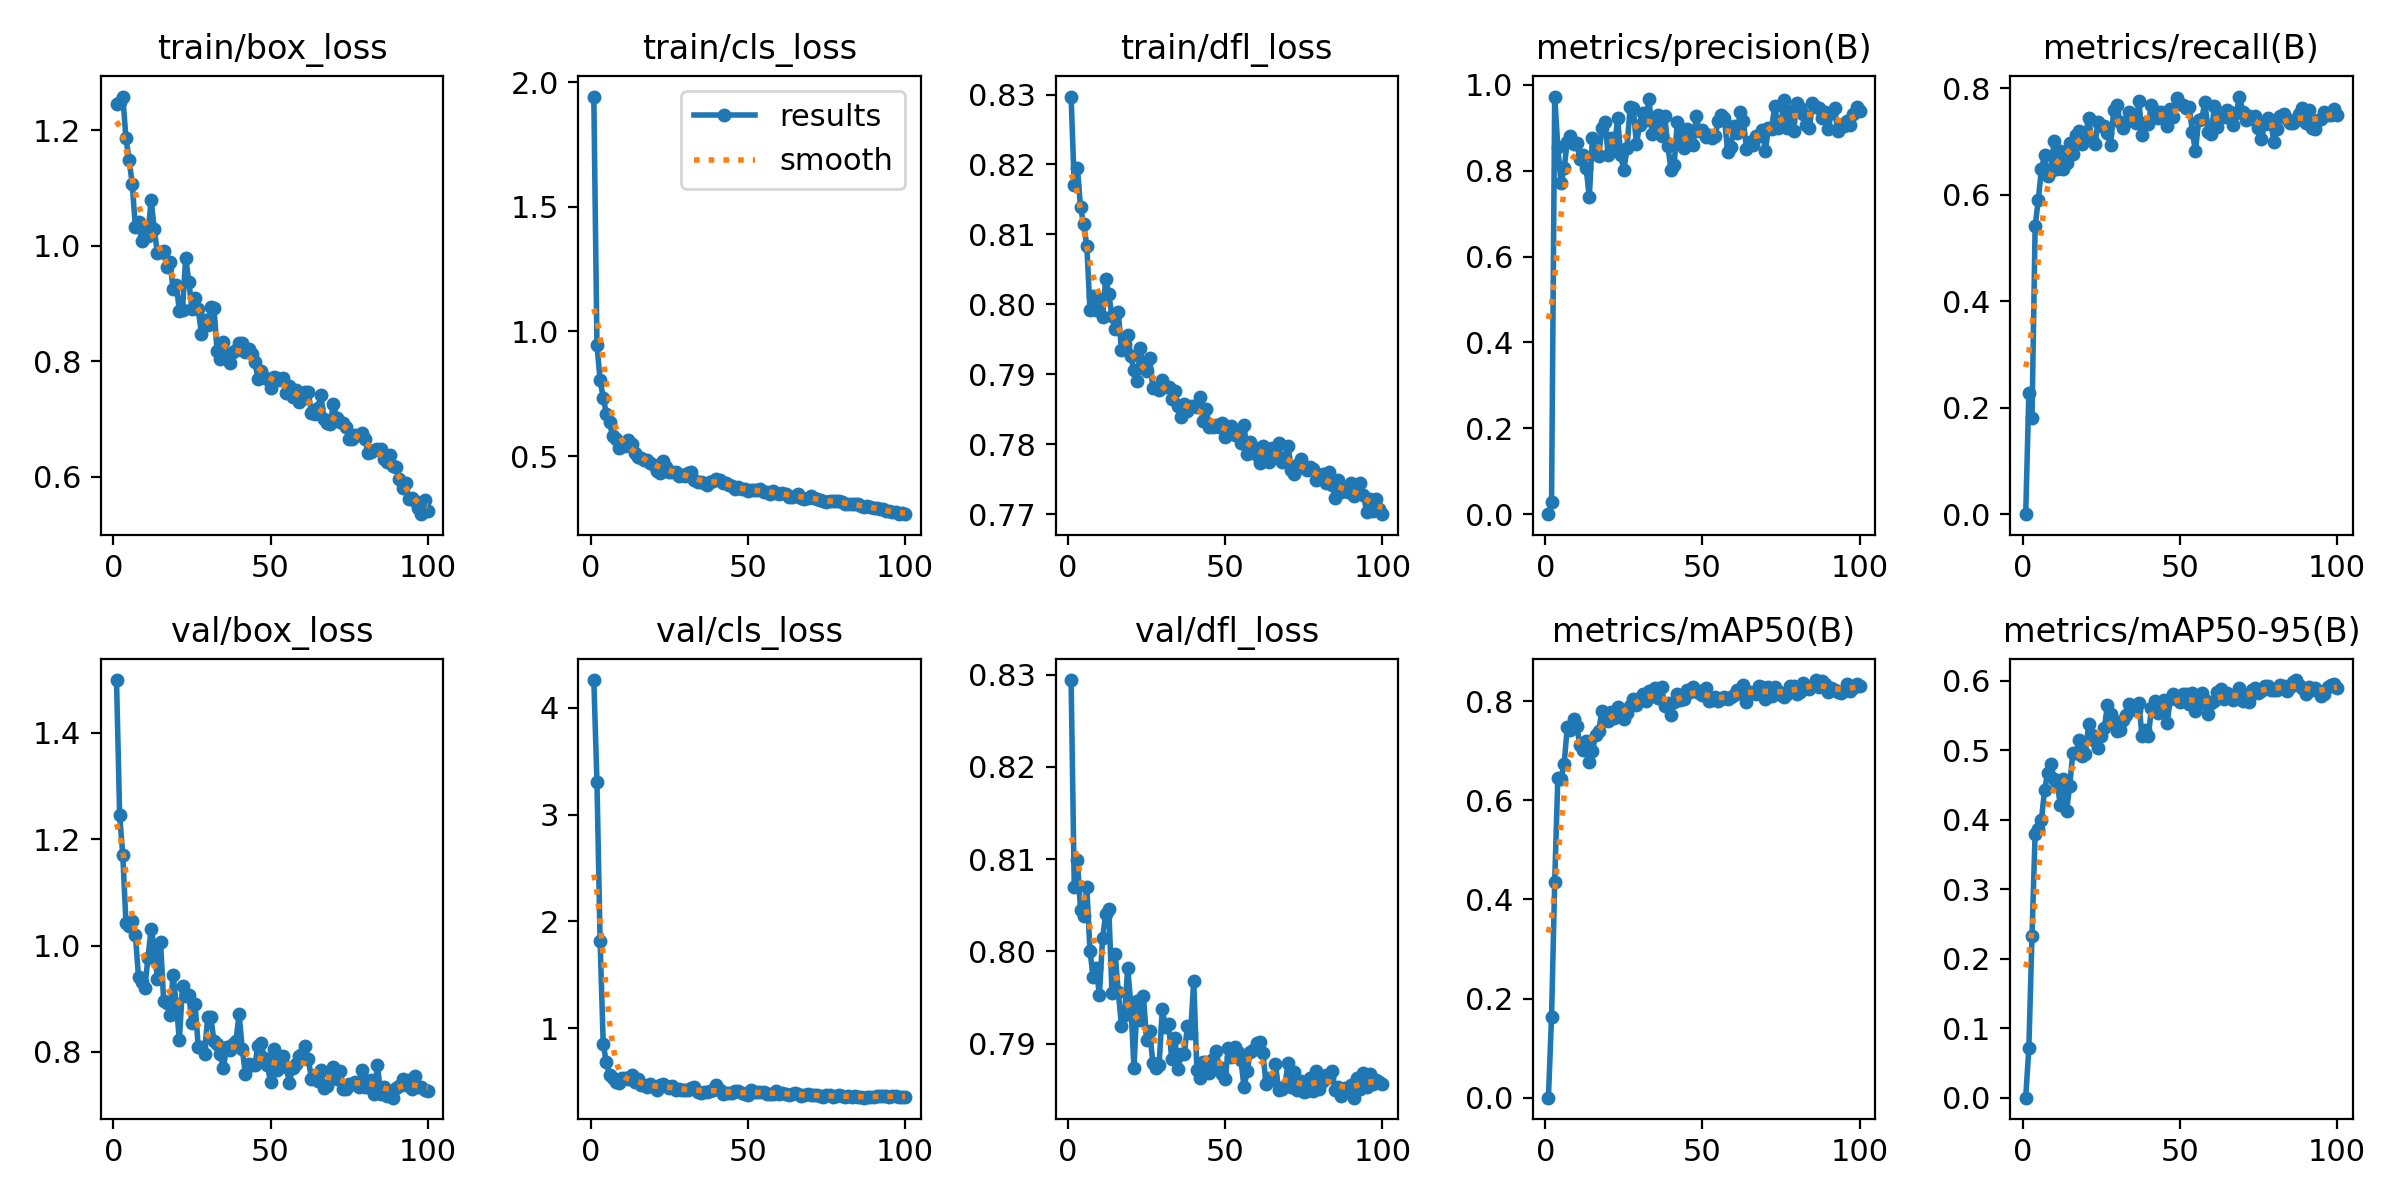 train/box_loss
1.2
1.0
0.8
0.6
0 50 100
train/cls_loss
results
smooth
2.0
1.5
1.0
0.5
0 50 100
train/dfl_loss
0.83
0.82
0.81
0.80
0.79
0.78
0.77
0 50 100
metrics/precision(B)
1.0
0.8
0.6
0.4
0.2
0.0
0 50 100
metrics/recall(B)
0.8
0.6
0.4
0.2
0.0
0 50 100
val/box_loss
1.4
1.2
1.0
0.8
0 50 100
val/cls_loss
4
3
2
1
0 50 100
val/dfl_loss
0.83
0.82
0.81
0.80
0.79
0 50 100
metrics/mAP50(B)
0.8
0.6
0.4
0.2
0.0
0 50 100
metrics/mAP50-95(B)
0.6
0.5
0.4
0.3
0.2
0.1
0.0
0 50 100